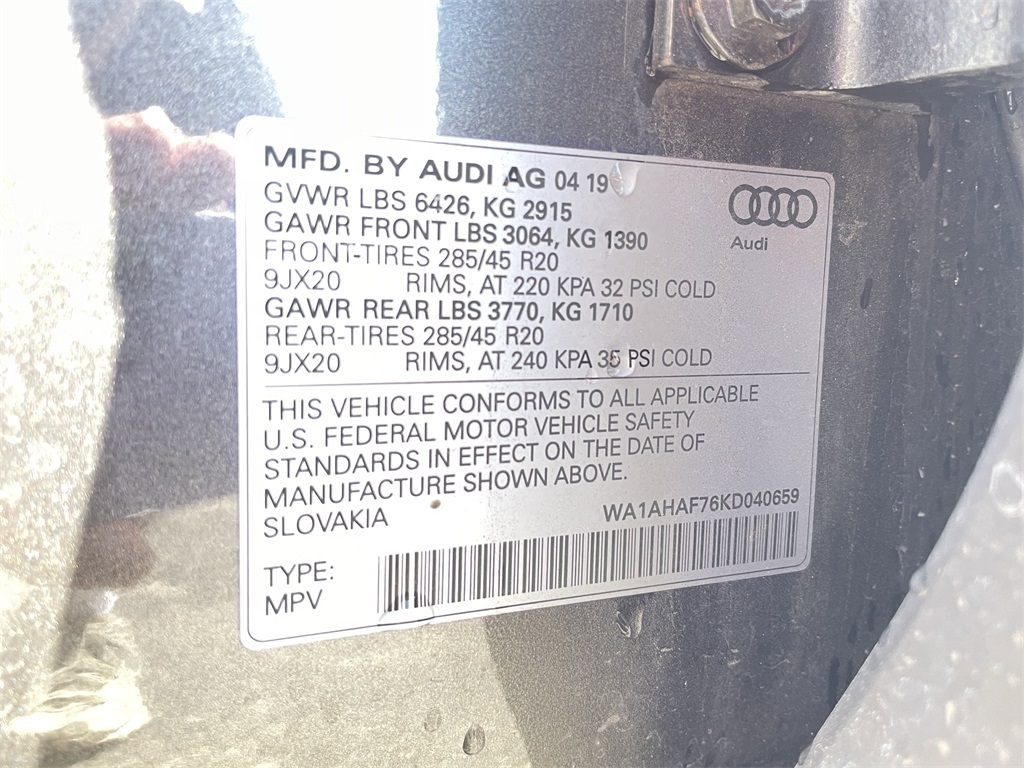 MFD. BY AUDI AG 04 19
GVWR LBS 6426, KG 2915
GAWR FRONT LBS 3064, KG 1390
FRONT-TIRES 285/45 R20
9JX20 RIMS, AT 220 KPA 32 PSI COLD
GAWR REAR LBS 3770, KG 1710
REAR-TIRES 285/45 R20
9JX20 RIMS, AT 240 KPA 35 PSI COLD
Audi
THIS VEHICLE CONFORMS TO ALL APPLICABLE
U.S. FEDERAL MOTOR VEHICLE SAFETY
STANDARDS IN EFFECT ON THE DATE OF
MANUFACTURE SHOWN ABOVE.
SLOVAKIA
WA1AHAF76KD040659
TYPE:
MPV